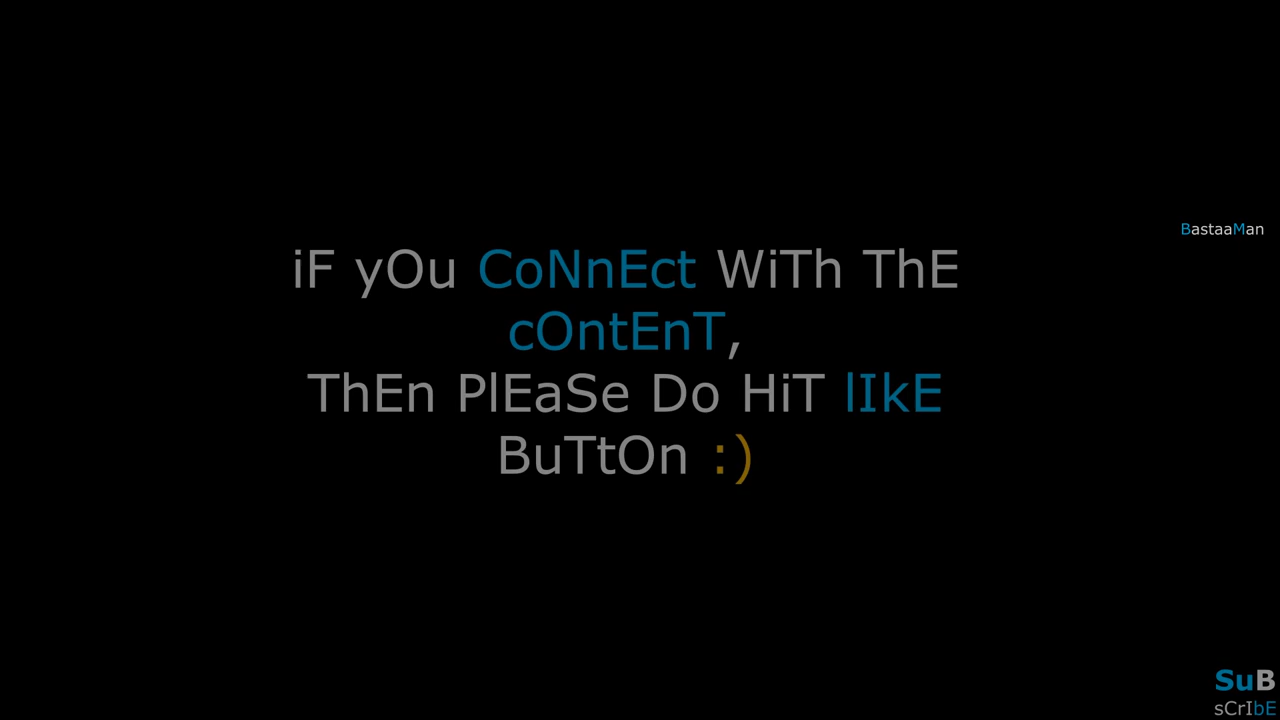 BastaaMan
iF yOu CoNnEct WiTh ThE
cOntEnT,
ThEn PlEaSe Do HiT lIkE
BuTtOn :)
SuB
sCrIbE